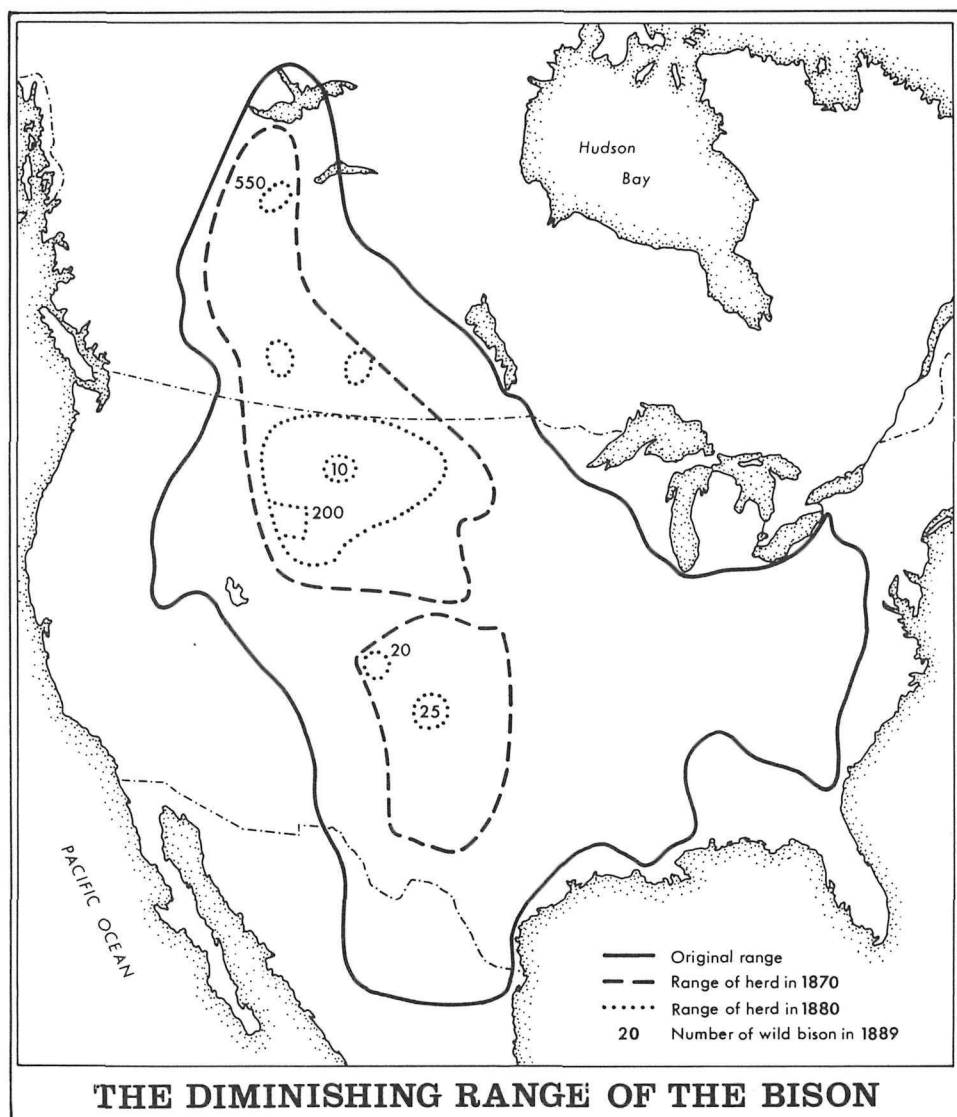 Hudson
Bay
550
10
200
20
25
PACIFIC OCEAN
Original range
Range of herd in 1870
Range of herd in 1880
20 Number of wild bison in 1889
THE DIMINISHING RANGE OF THE BISON